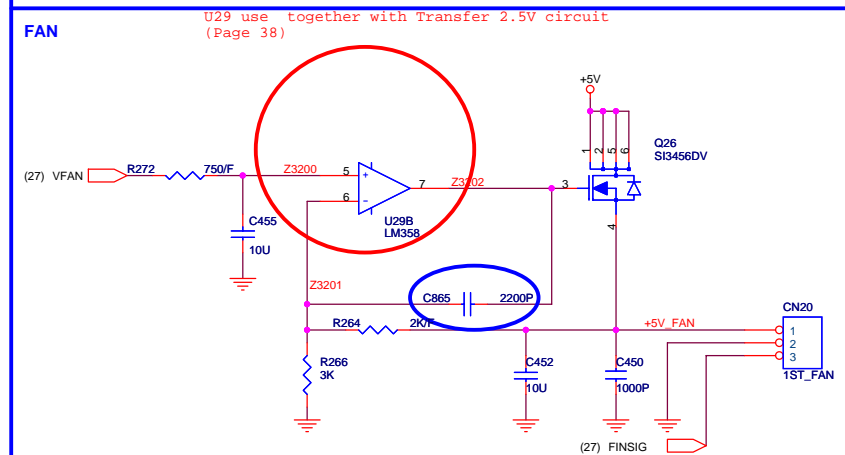 U29 use together with Transfer 2.5V circuit
(Page 38)
FAN
+5V
1
2
5
6
Q26
SI3456DV
(27) VFAN
R272
750/F
Z3200
5
+
7
Z3202
3
6
-
U29B
LM358
4
C455
10U
Z3201
C865
2200P
R264
2K/F
+5V_FAN
CN20
1
2
3
1ST_FAN
R266
3K
C452
10U
C450
1000P
(27) FINSIG